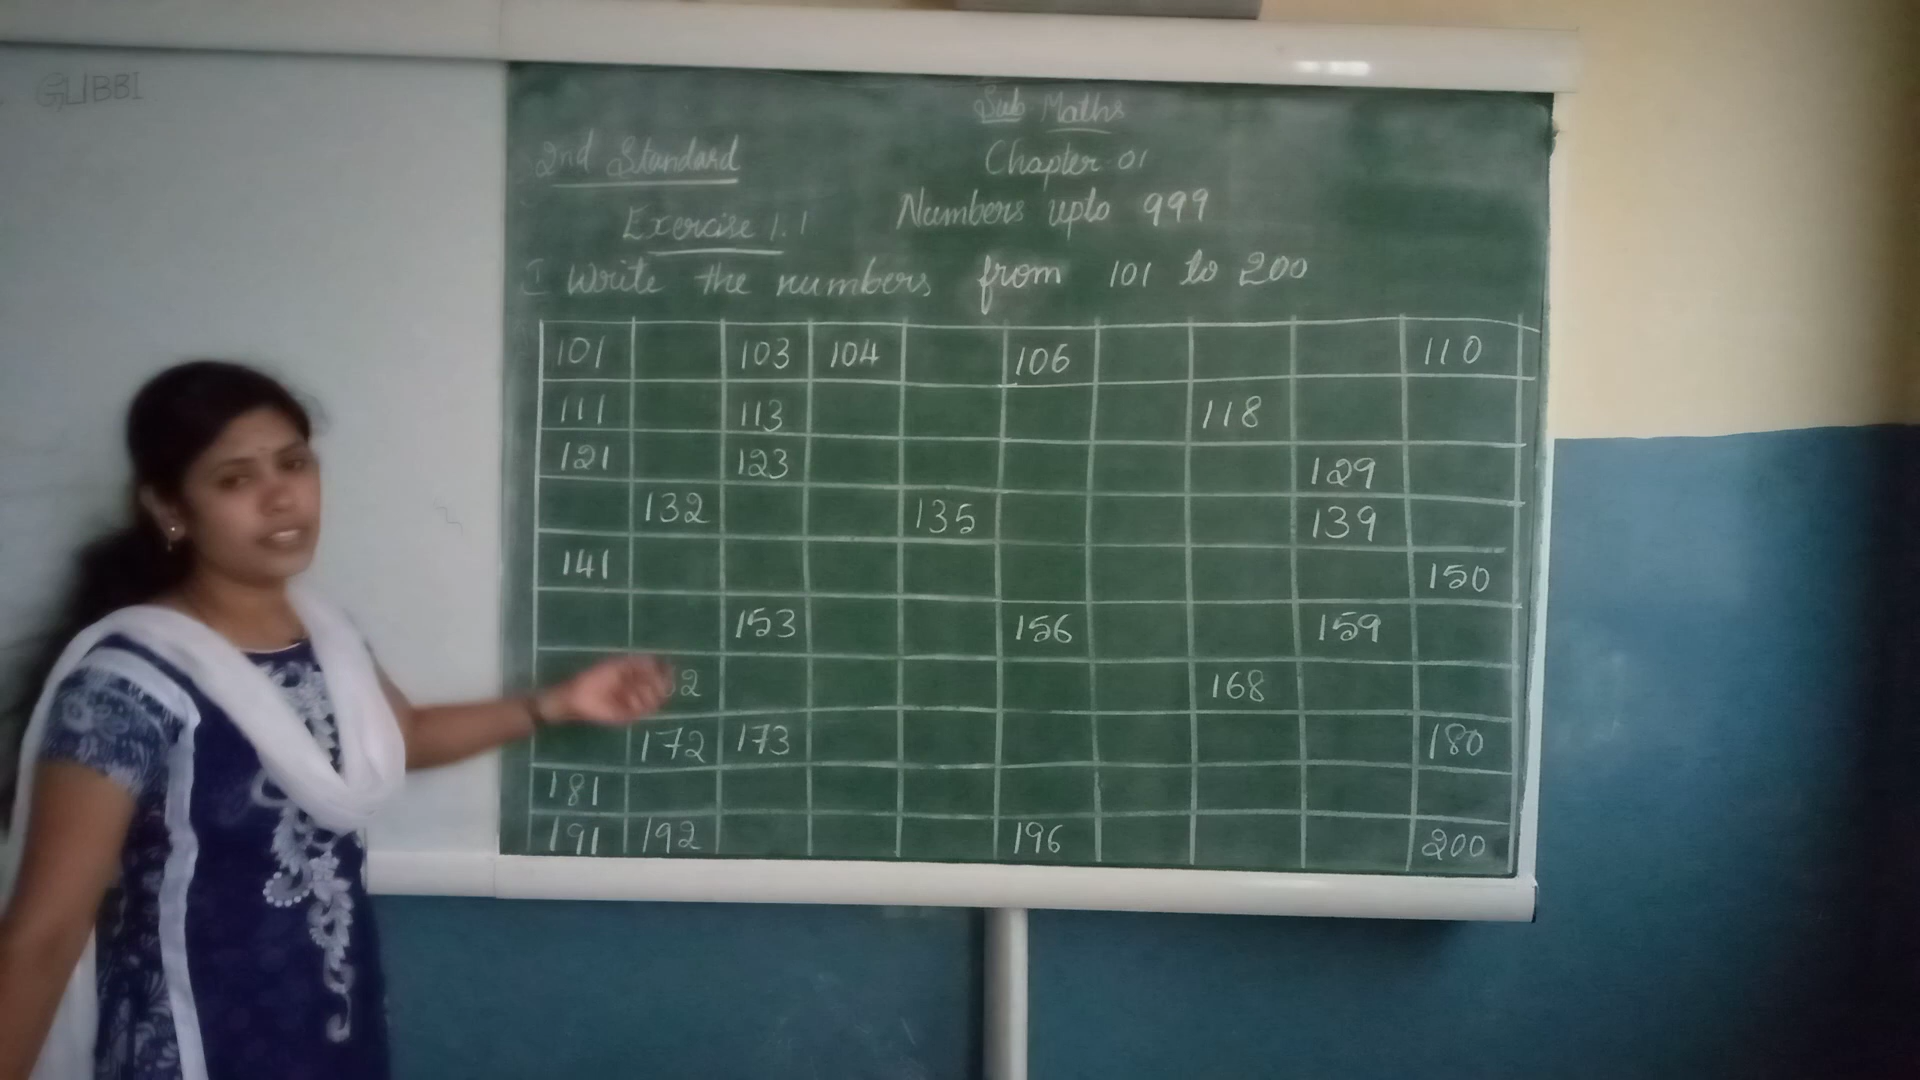 GUBBI
Sub Maths
2nd Standard
Chapter 01
Exercise 1.1
Numbers upto 999
I Write the numbers from 101 to 200
101 103 104 106 110
111 113 118
121 123 129
132 135 139
141 150
153 156 159
168
172 173 180
181
191 192 196 200